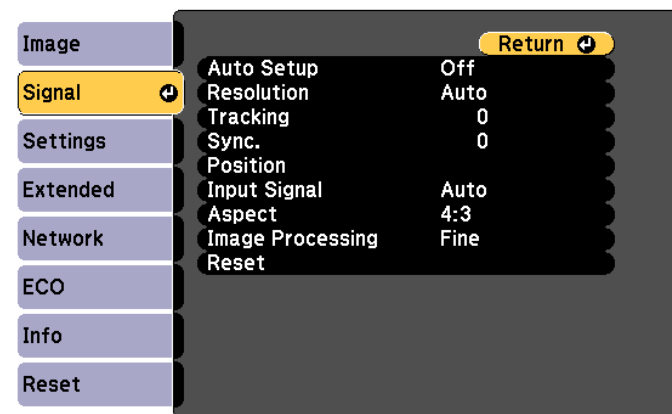 Image
Signal
Settings
Extended
Network
ECO
Info
Reset
Return
Auto Setup Off
Resolution Auto
Tracking 0
Sync. 0
Position
Input Signal Auto
Aspect 4:3
Image Processing Fine
Reset